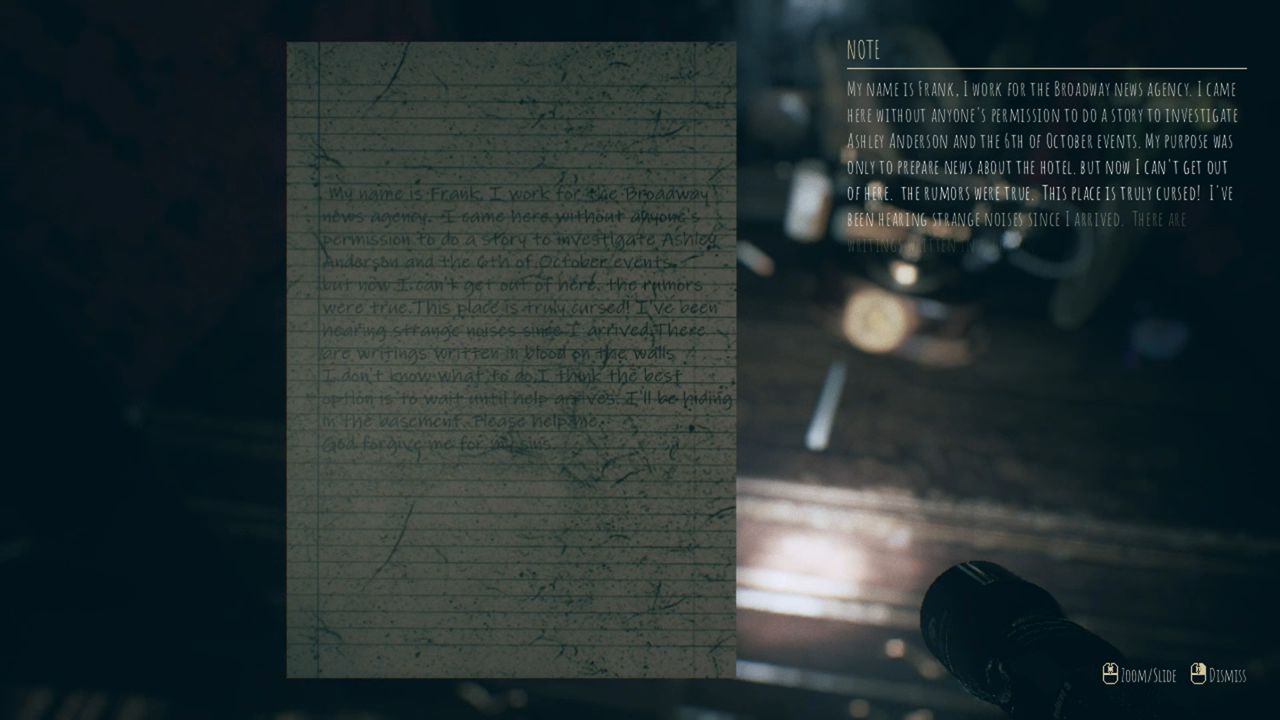 My name is Frank, I work for the Broadway
news agency. I came here without anyone's
permission to do a story to investigate Ashley
Anderson and the 6th of October events.
but now I can't get out of here. the rumors
were true.This place is truly cursed! I've been
hearing strange noises since I arrived.There
are writings written in blood on the walls
I don't know what to do.I think the best
option is to wait until help arrives. I'll be hiding
in the basement. Please help me.
God forgive me for my sins.
NOTE
My name is Frank, I work for the Broadway news agency. I came
here without anyone's permission to do a story to investigate
Ashley Anderson and the 6th of October events. My purpose was
only to prepare news about the hotel. but now I can't get out
of here. the rumors were true. This place is truly cursed! I've
been hearing strange noises since I arrived. There are
writings written in
Zoom/Slide
Dismiss